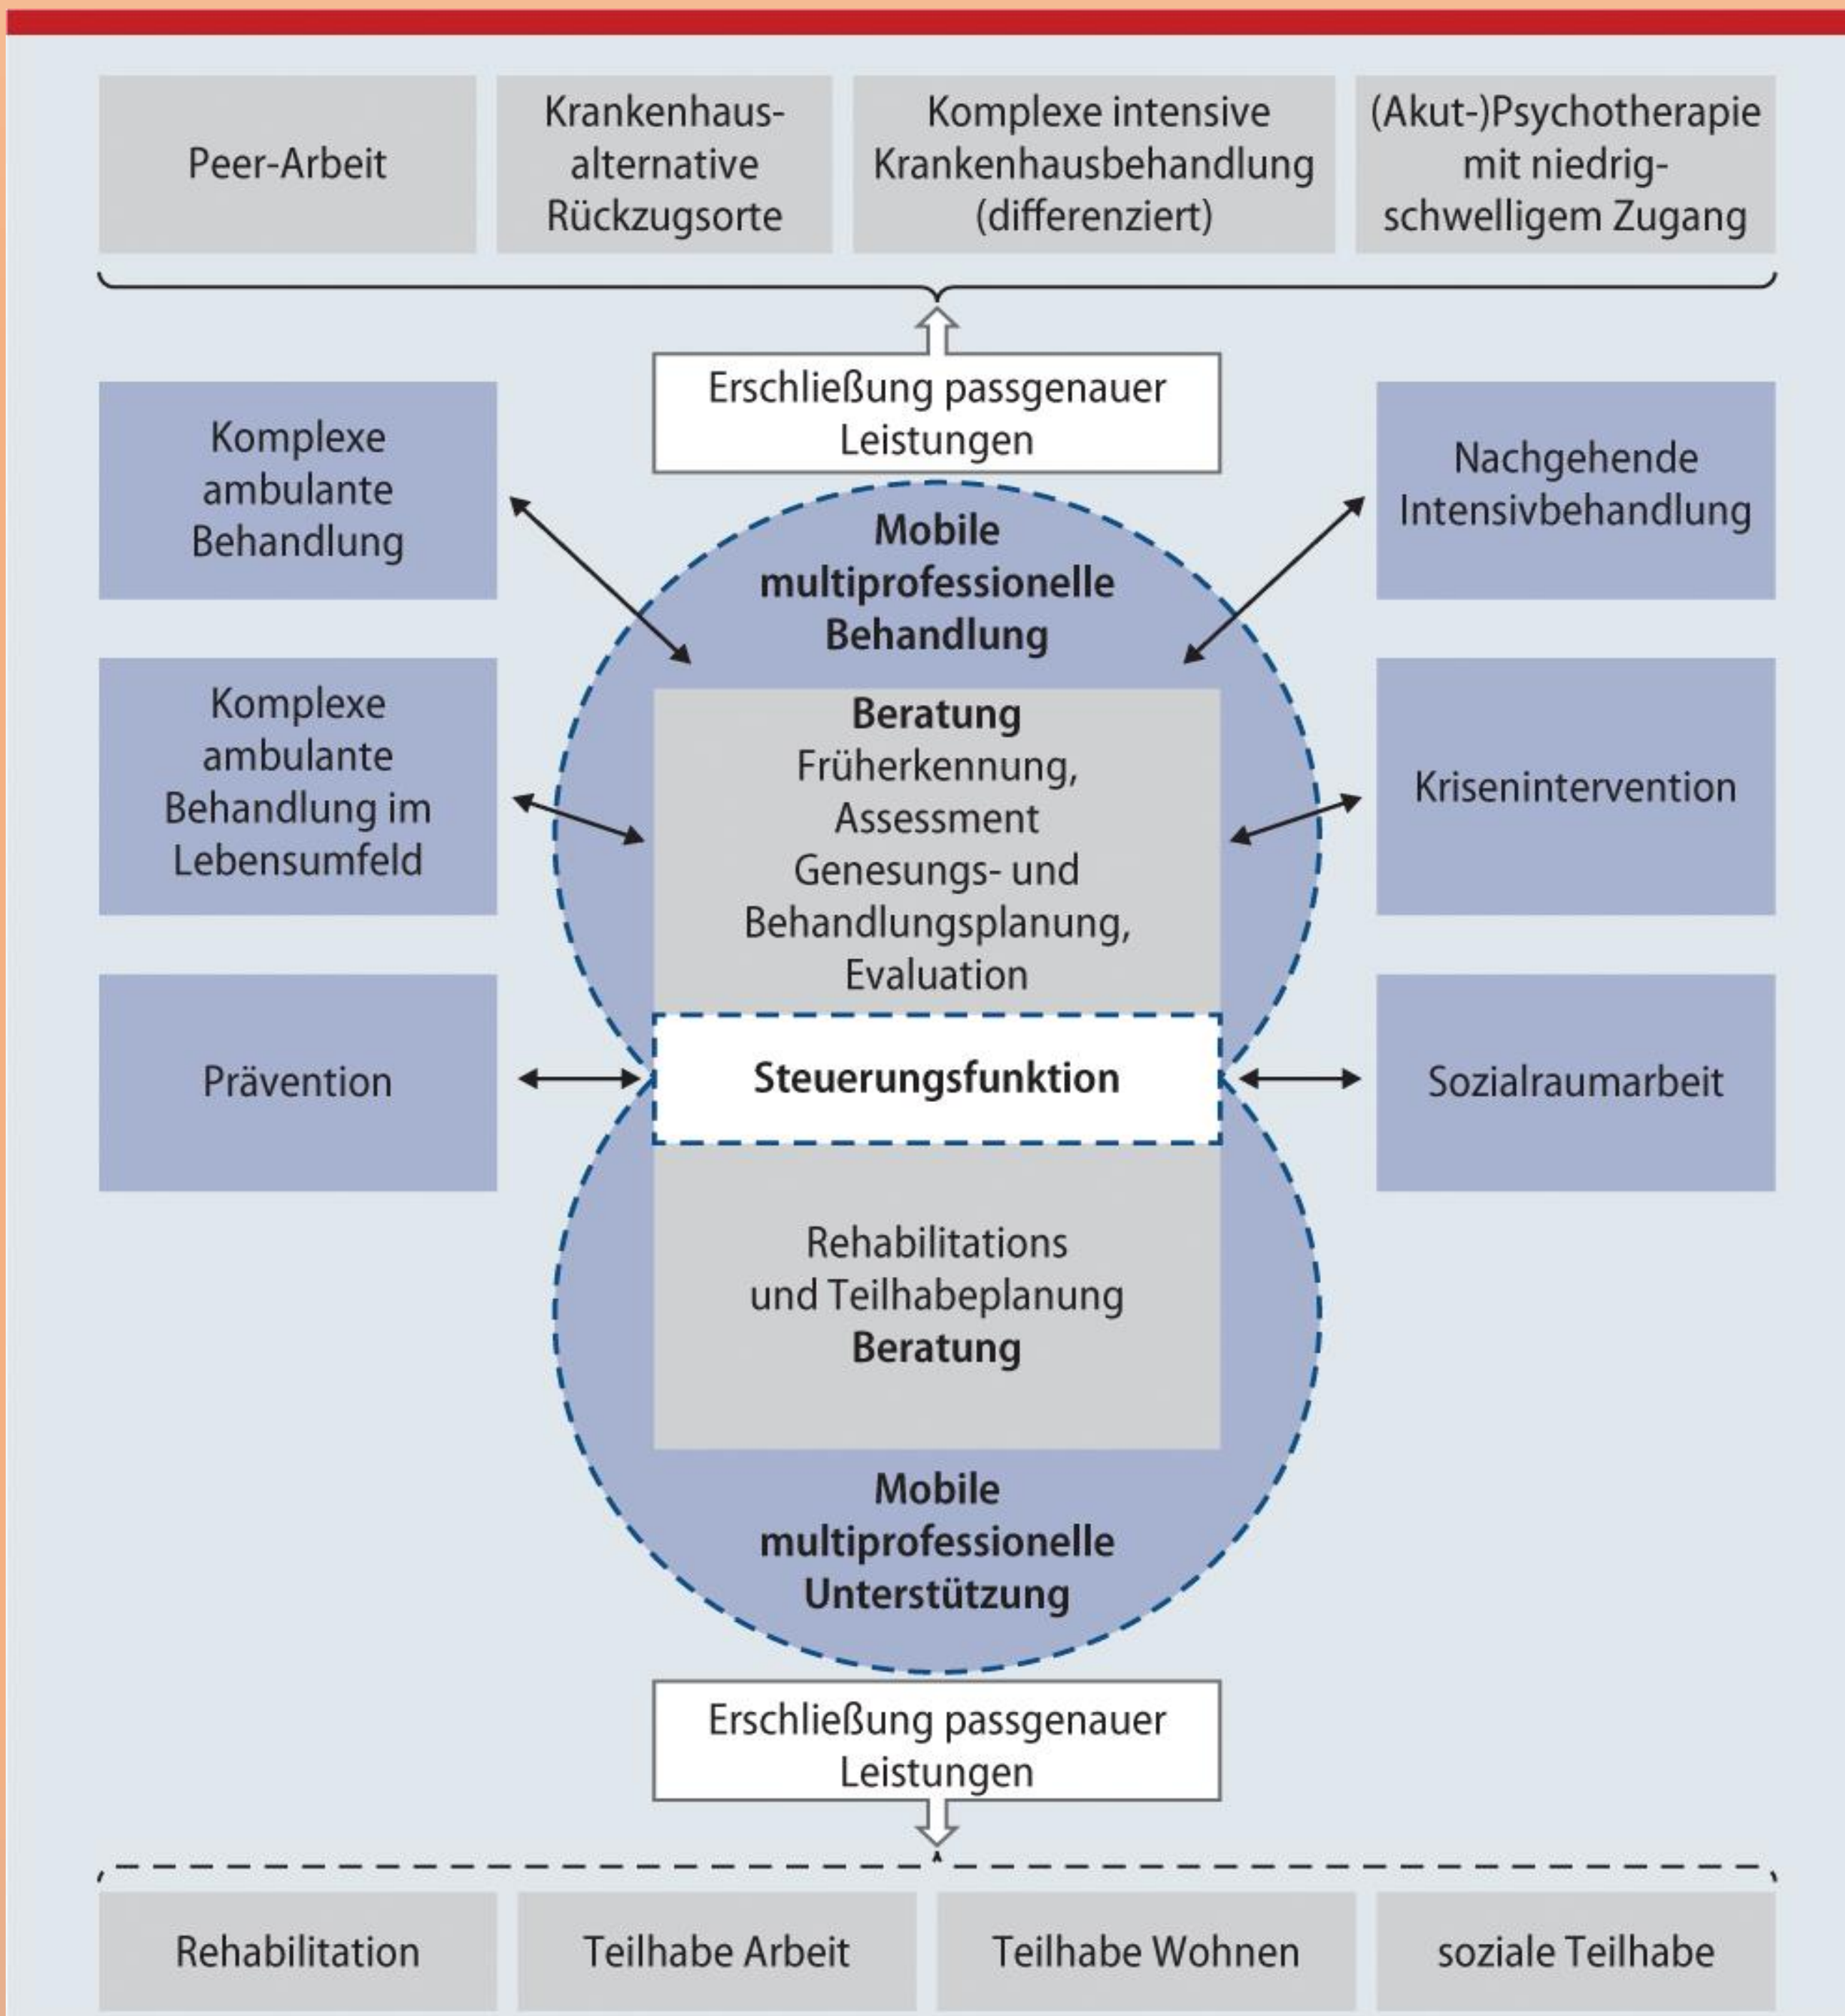 Peer-Arbeit
Krankenhaus-
alternative
Rückzugsorte
Komplexe intensive
Krankenhausbehandlung
(differenziert)
(Akut-)Psychotherapie
mit niedrig-
schwelligem Zugang
Erschließung passgenauer
Leistungen
Komplexe
ambulante
Behandlung
Nachgehende
Intensivbehandlung
Mobile
multiprofessionelle
Behandlung
Komplexe
ambulante
Behandlung im
Lebensumfeld
Beratung
Früherkennung,
Assessment
Genesungs- und
Behandlungsplanung,
Evaluation
Krisenintervention
Prävention
Steuerungsfunktion
Sozialraumarbeit
Rehabilitations
und Teilhabeplanung
Beratung
Mobile
multiprofessionelle
Unterstützung
Erschließung passgenauer
Leistungen
Rehabilitation
Teilhabe Arbeit
Teilhabe Wohnen
soziale Teilhabe